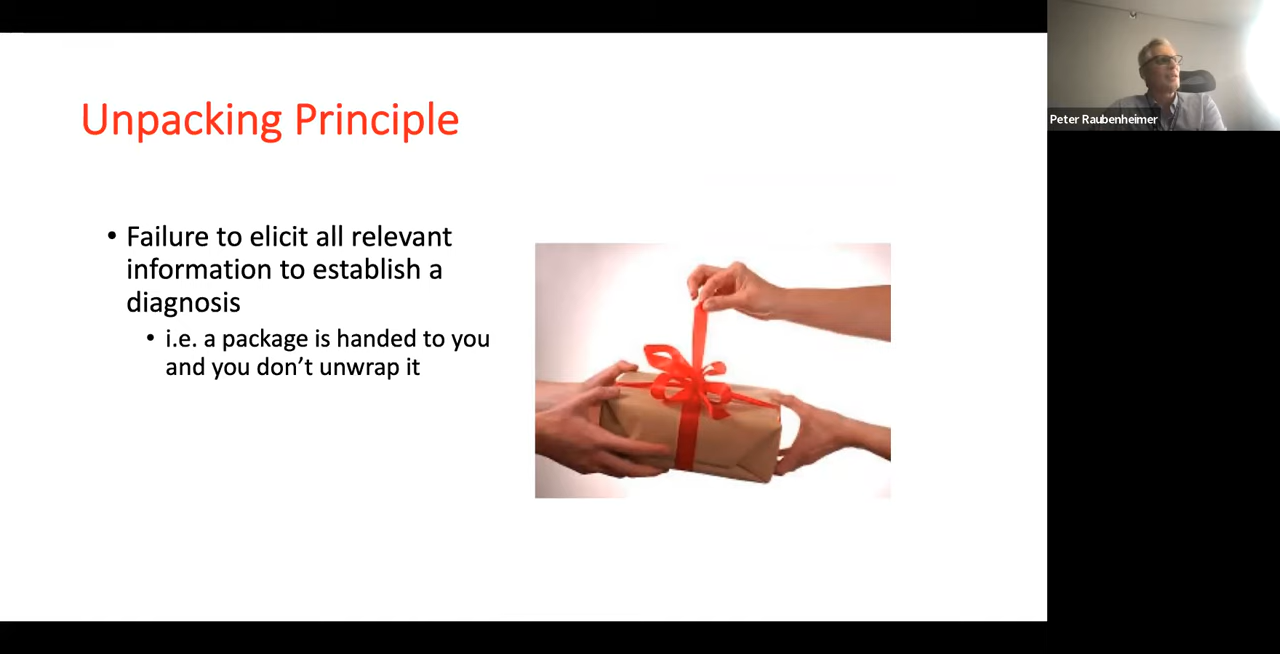 Unpacking Principle
• Failure to elicit all relevant
information to establish a
diagnosis
• i.e. a package is handed to you
and you don’t unwrap it
Peter Raubenheimer